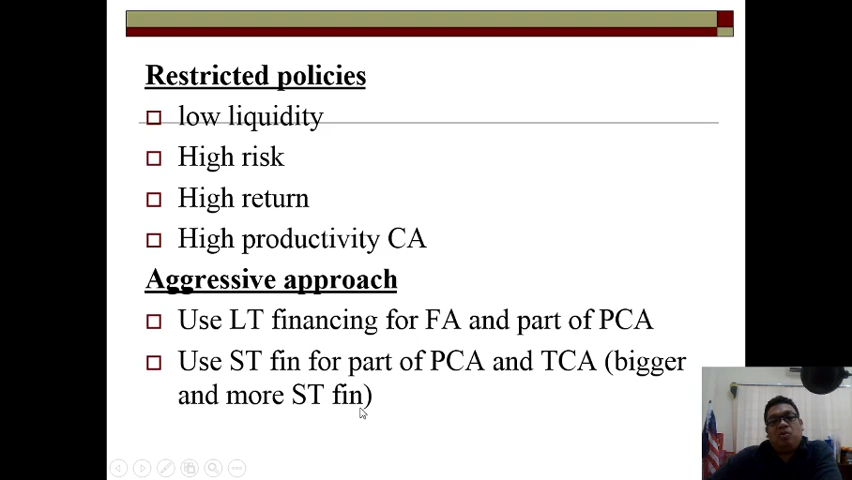 Restricted policies
low liquidity
High risk
High return
High productivity CA
Aggressive approach
Use LT financing for FA and part of PCA
Use ST fin for part of PCA and TCA (bigger
and more ST fin)